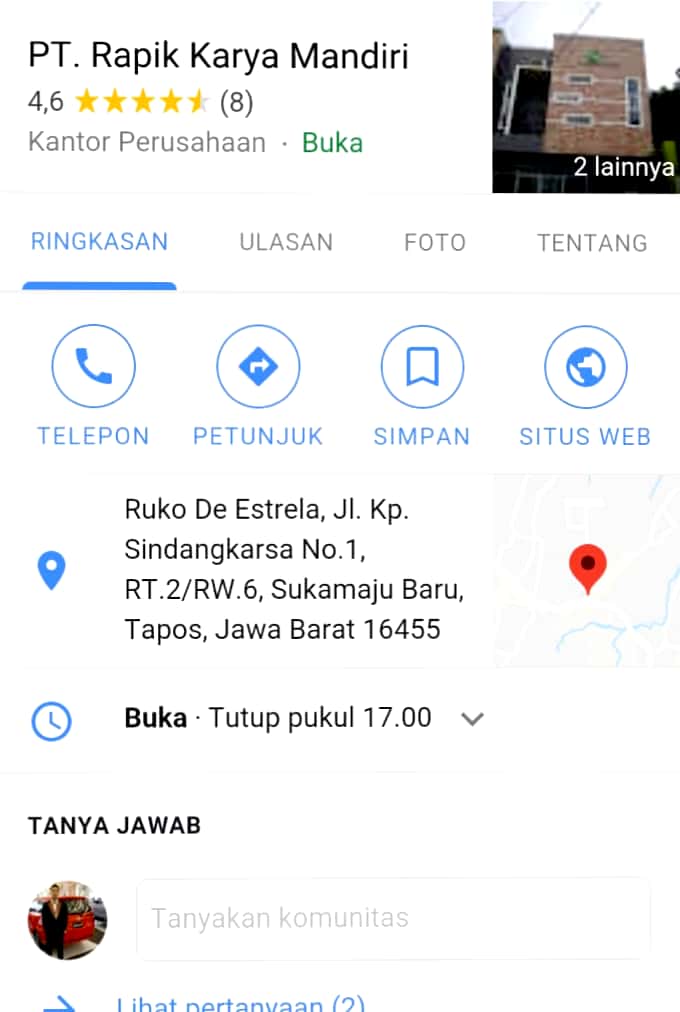 PT. Rapik Karya Mandiri
4,6 (8)
Kantor Perusahaan · Buka
2 lainnya
RINGKASAN ULASAN FOTO TENTANG
TELEPON PETUNJUK SIMPAN SITUS WEB
Ruko De Estrela, Jl. Kp.
Sindangkarsa No.1,
RT.2/RW.6, Sukamaju Baru,
Tapos, Jawa Barat 16455
Buka · Tutup pukul 17.00
TANYA JAWAB
Tanyakan komunitas
Lihat pertanyaan (2)